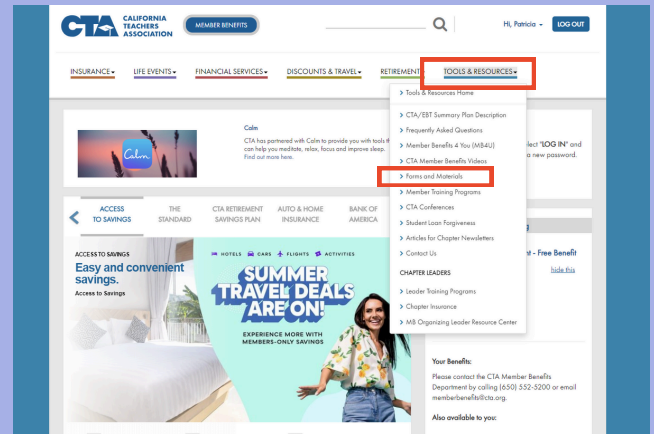 CTA CALIFORNIA
TEACHERS
ASSOCIATION
MEMBER BENEFITS
Hi, Patricia
LOG OUT
INSURANCE
LIFE EVENTS
FINANCIAL SERVICES
DISCOUNTS & TRAVEL
RETIREMENT
TOOLS & RESOURCES
> Tools & Resources Home
> CTA/EBT Summary Plan Description
> Frequently Asked Questions
> Member Benefits 4 You (MB4U)
> CTA Member Benefits Videos
> Forms and Materials
> Member Training Programs
> CTA Conferences
> Student Loan Forgiveness
> Articles for Chapter Newsletters
> Contact Us
CHAPTER LEADERS
> Leader Training Programs
> Chapter Insurance
> MB Organizing Leader Resource Center
Calm
Calm
CTA has partnered with Calm to provide you with tools
can help you meditate, relax, focus and improve sleep.
Find out more here.
"LOG IN" and
a new password.
ACCESS
TO SAVINGS
THE
STANDARD
CTA RETIREMENT
SAVINGS PLAN
AUTO & HOME
INSURANCE
BANK OF
AMERICA
ACCESS TO SAVINGS
Easy and convenient
savings.
Access to Savings
HOTELS CARS FLIGHTS ACTIVITIES
SUMMER
TRAVEL DEALS
ARE ON!
EXPERIENCE MORE WITH
MEMBERS-ONLY SAVINGS
- Free Benefit
hide this
Your Benefits:
Please contact the CTA Member Benefits
Department by calling (650) 552-5200 or email
memberbenefits@cta.org.
Also available to you: